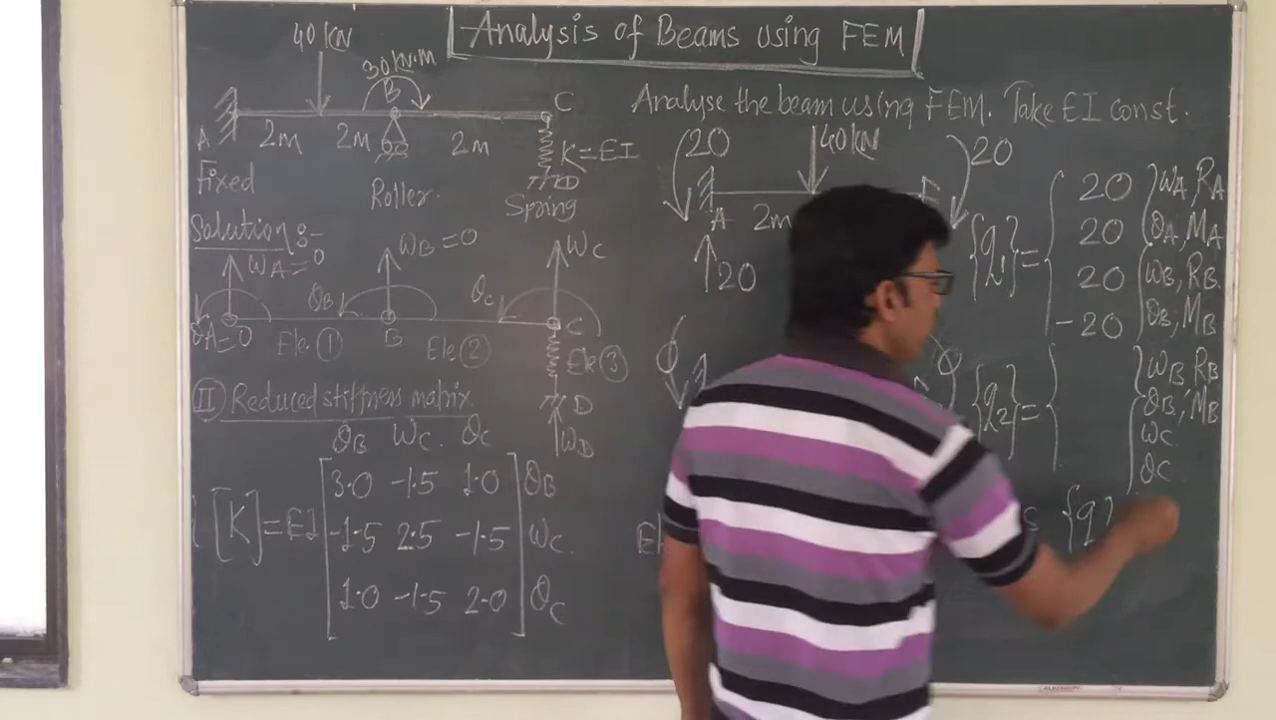 Analysis of Beams using FEM
40 KN
30 KN.M
B
C
A
2m 2m 2m
K=EI
D
Fixed
Roller.
Spring
Solution:-
WA=0
WB=0
WC
θB
θC
θA=0
Ele ①
B
Ele ②
C
Ele ③
D
WD
Ⅱ Reduced stiffness matrix
θB WC. θC
[K]=EI
3.0 -1.5 1.0 θB
-1.5 2.5 -1.5 WC.
1.0 -1.5 2.0 θC
Analyse the beam using FEM. Take EI const.
20
40KN
20
A 2m
20
{q1}=
20 WA, RA
20 θA, MA
20 WB, RB
-20 θB, MB
{q2}=
WB, RB
θB, MB
WC
θC
{q}